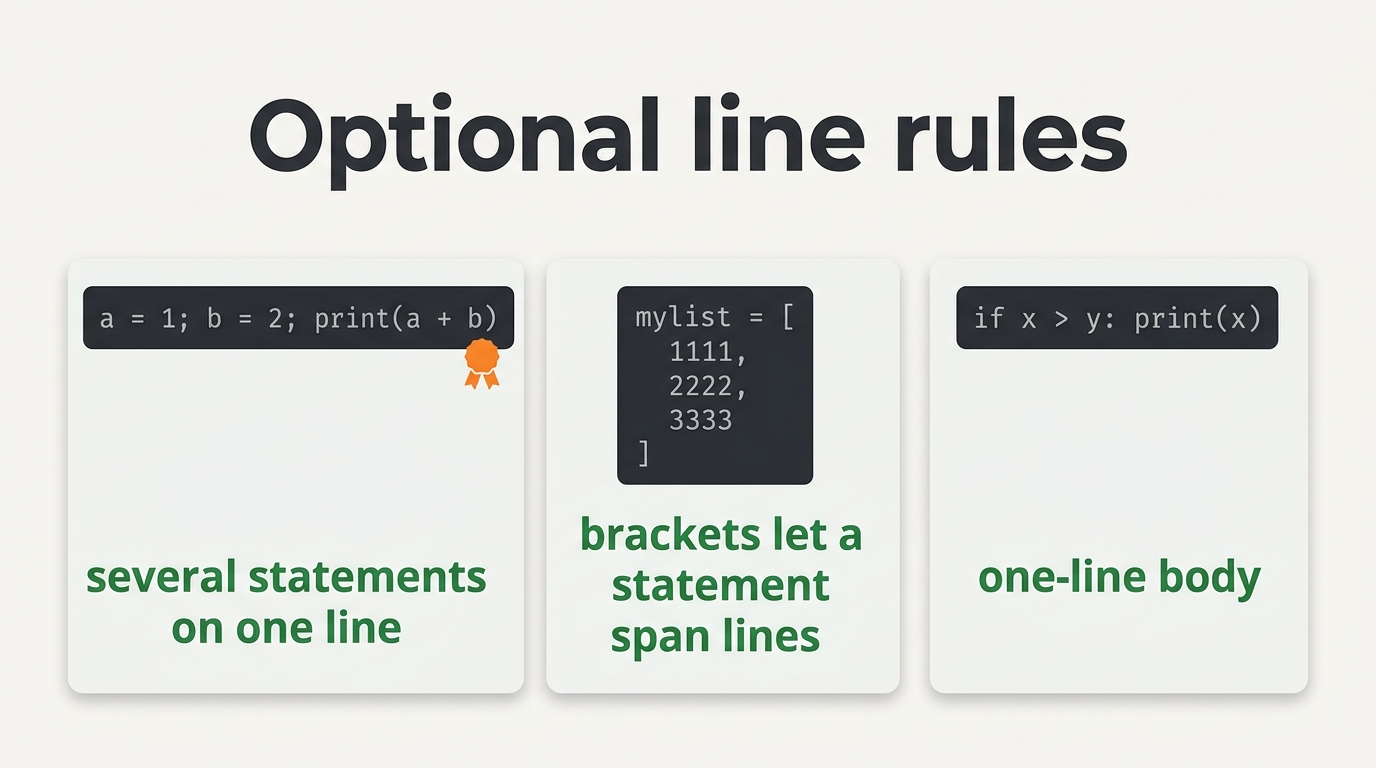 Optional line rules
a = 1; b = 2; print(a + b)
several statements
on one line
mylist = [
  1111,
  2222,
  3333
]
brackets let a
statement
span lines
if x > y: print(x)
one-line body